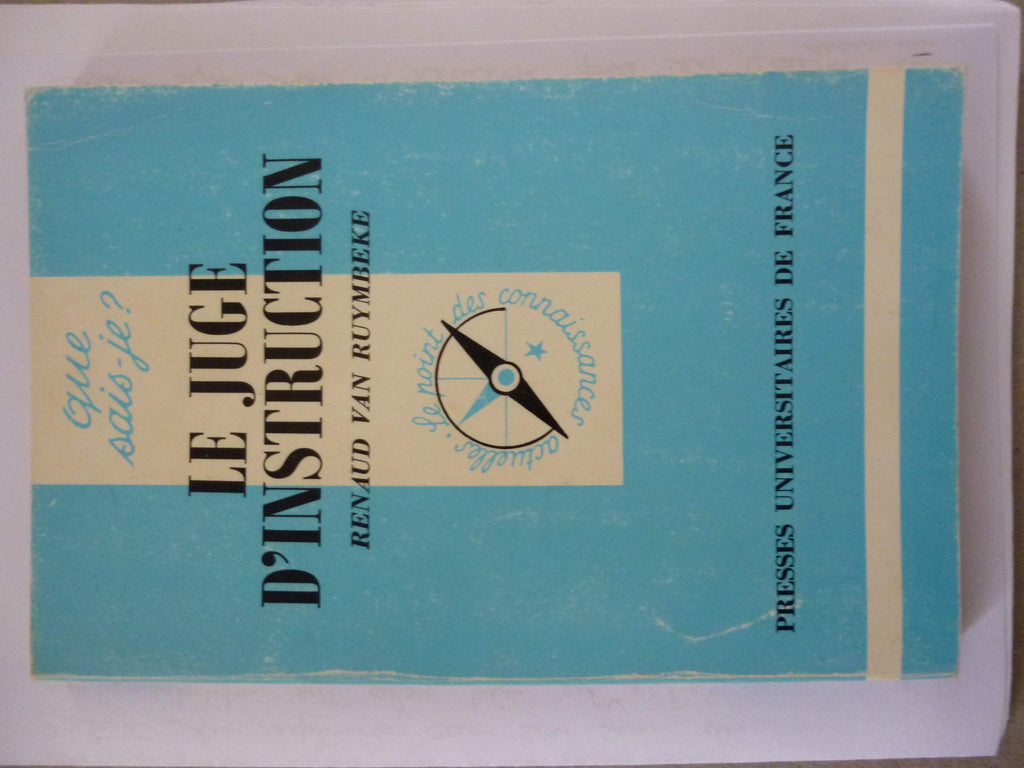 que
sais-je?
LE JUGE
D'INSTRUCTION
RENAUD VAN RUYMBEKE
le point des connaissances actuelles
PRESSES UNIVERSITAIRES DE FRANCE